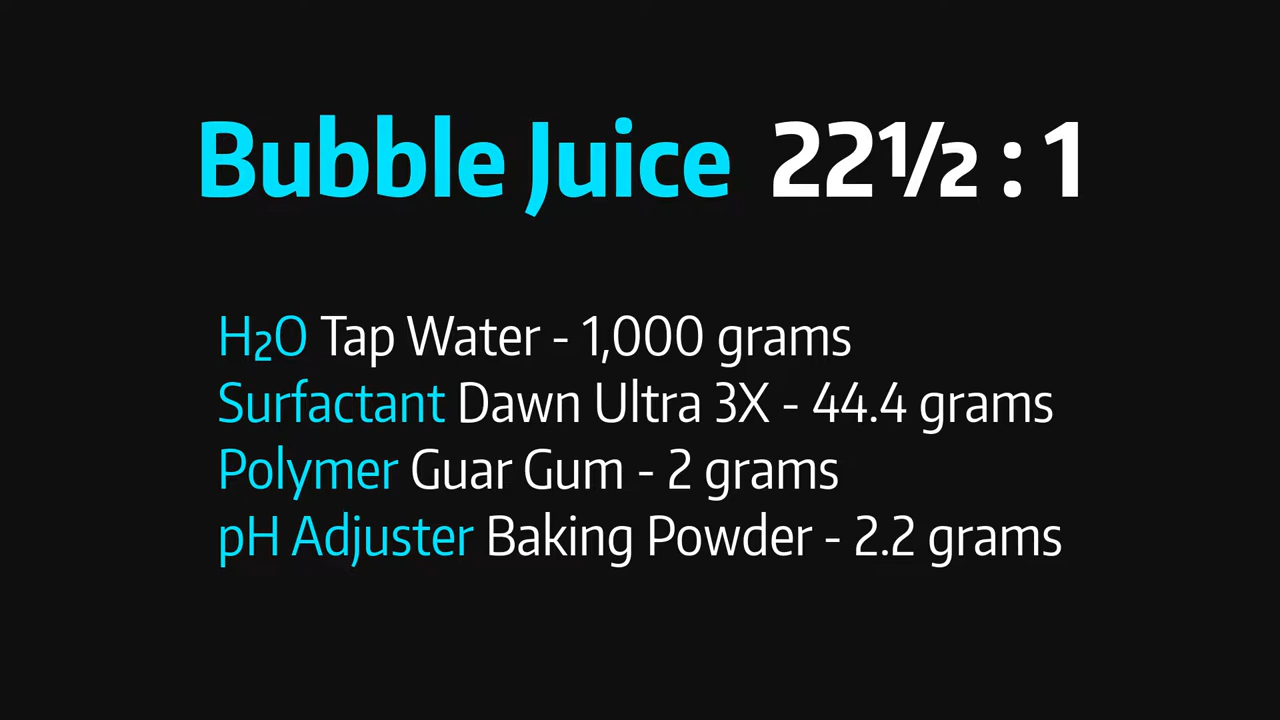 Bubble Juice 22½ : 1
H₂O Tap Water - 1,000 grams
Surfactant Dawn Ultra 3X - 44.4 grams
Polymer Guar Gum - 2 grams
pH Adjuster Baking Powder - 2.2 grams